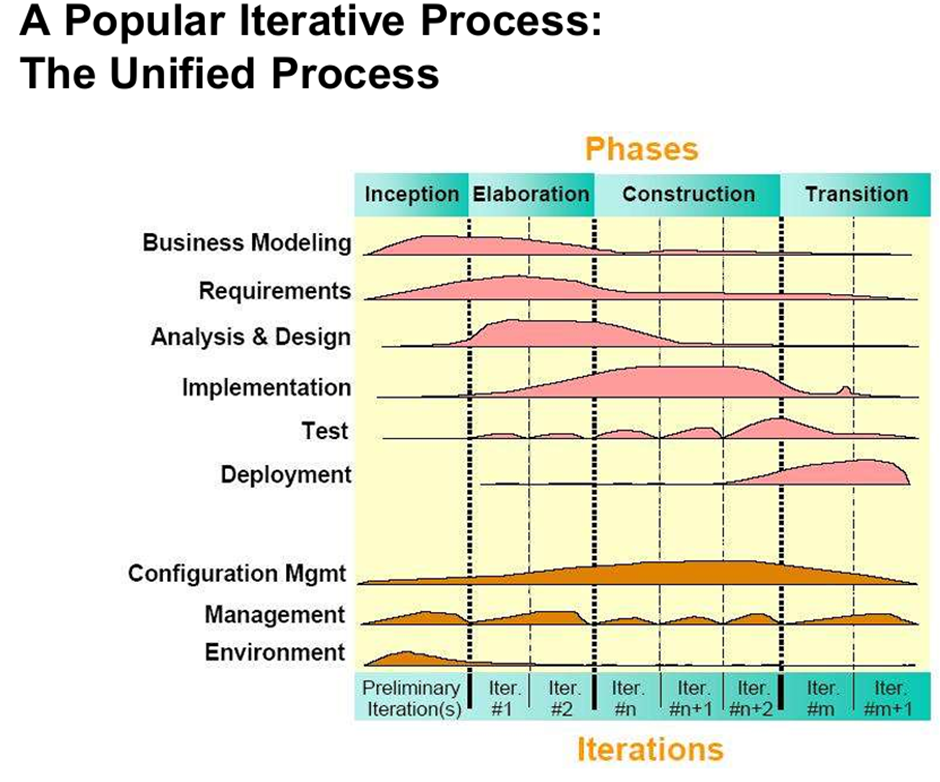 A Popular Iterative Process:
The Unified Process
Phases
Inception Elaboration Construction Transition
Business Modeling
Requirements
Analysis & Design
Implementation
Test
Deployment
Configuration Mgmt
Management
Environment
Preliminary Iter. Iter. Iter. Iter. Iter. Iter. Iter.
Iteration(s) #1 #2 #n #n+1 #n+2 #m #m+1
Iterations